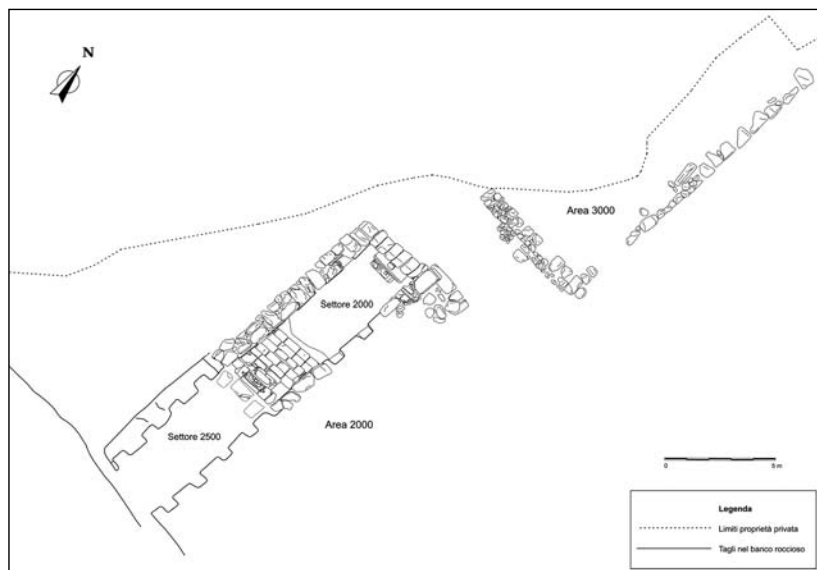 N
Area 3000
Settore 2000
Area 2000
Settore 2500
0 5 m
Legenda
Limiti proprietà privata
Tagli nel banco roccioso